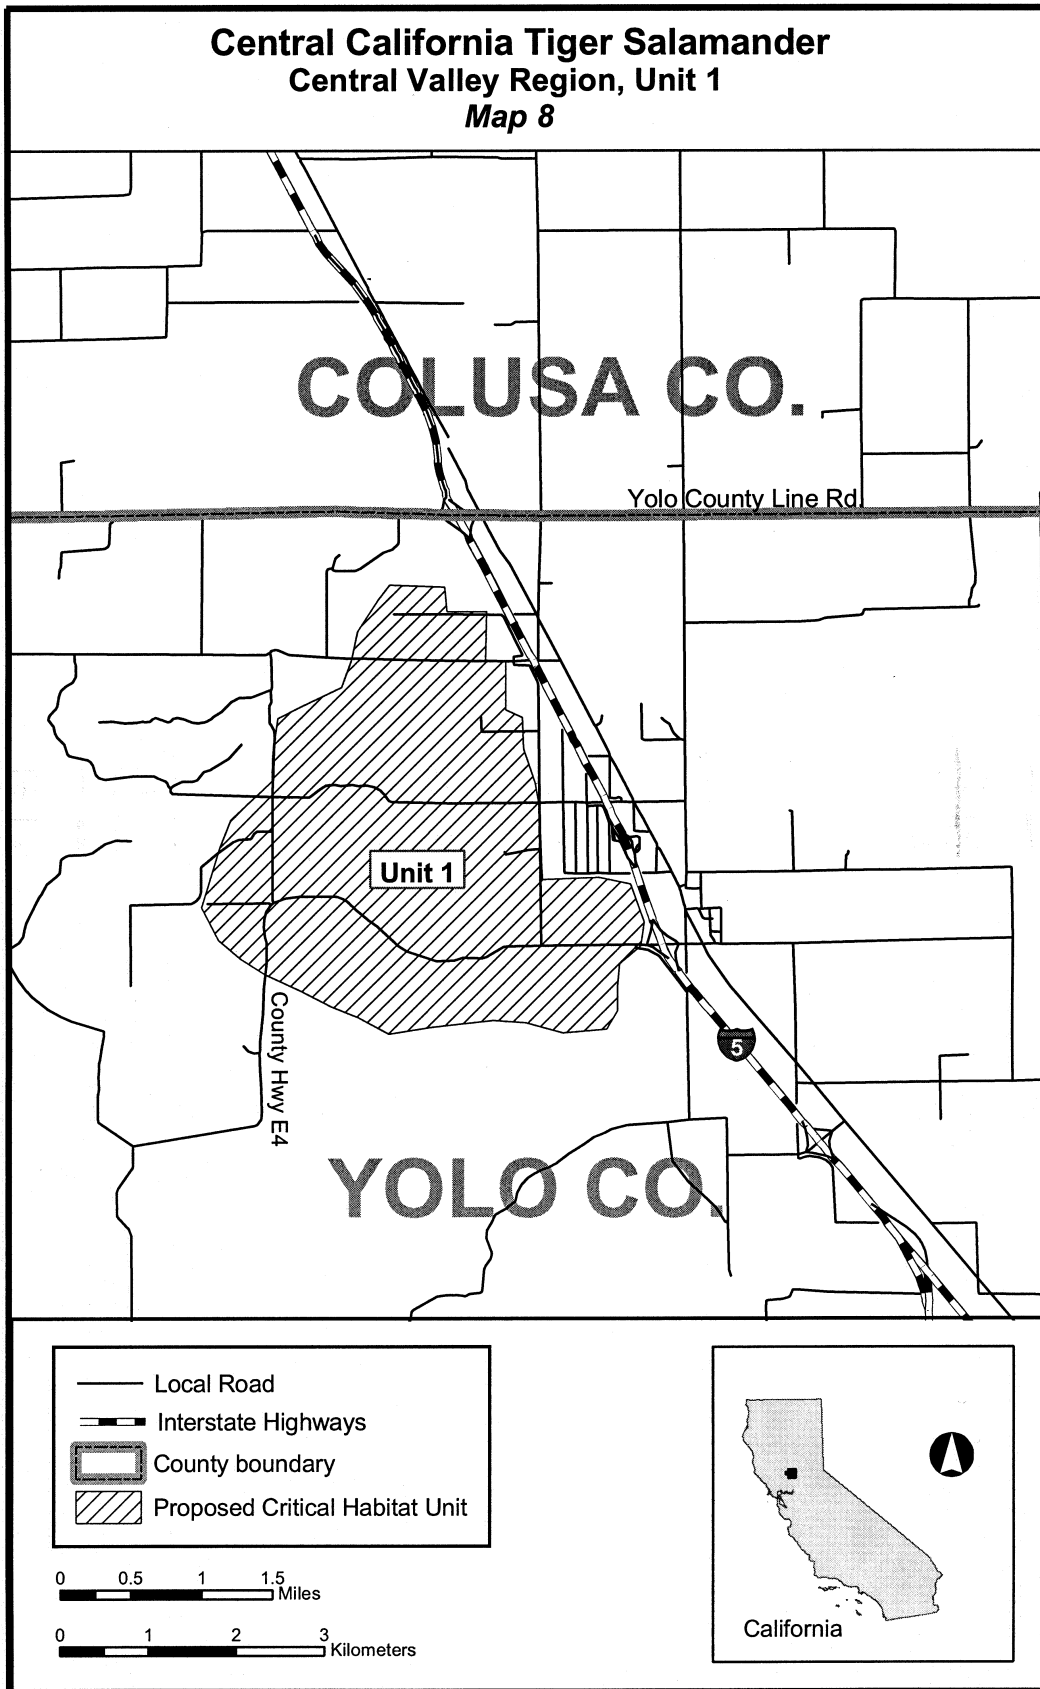 Central California Tiger Salamander
Central Valley Region, Unit 1
Map 8
COLUSA CO.
Yolo County Line Rd.
Unit 1
County Hwy E4
5
YOLO CO.
Local Road
Interstate Highways
County boundary
Proposed Critical Habitat Unit
0 0.5 1 1.5
Miles
0 1 2 3
Kilometers
California